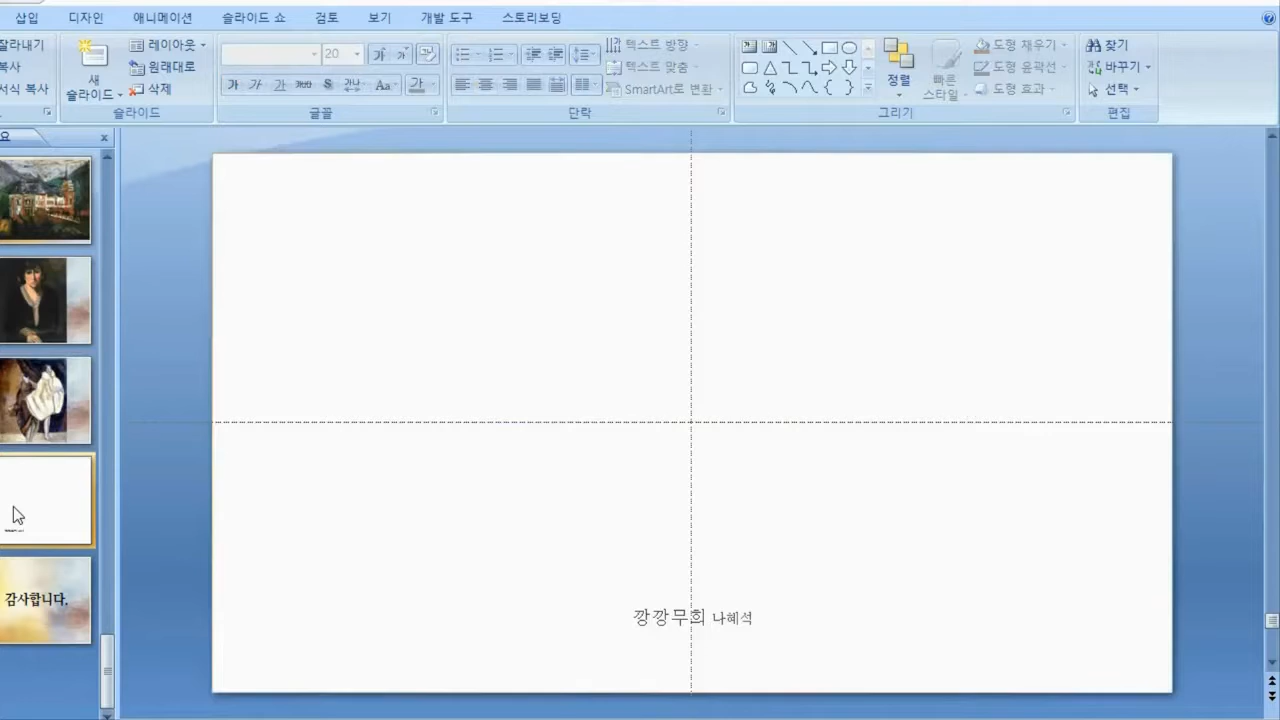 삽입 디자인 애니메이션 슬라이드 쇼 검토 보기 개발 도구 스토리보딩
잘라내기 레이아웃 20 텍스트 방향 도형 채우기 찾기
복사 새 원래대로 텍스트 맞춤 정렬 빠른 도형 윤곽선 바꾸기
서식 복사 슬라이드 삭제 가 가 가 가 S 가나 Aa 가 SmartArt로 변환 스타일 도형 효과 선택
슬라이드 글꼴 단락 그리기 편집
요
깡깡무희 나혜석
감사합니다.